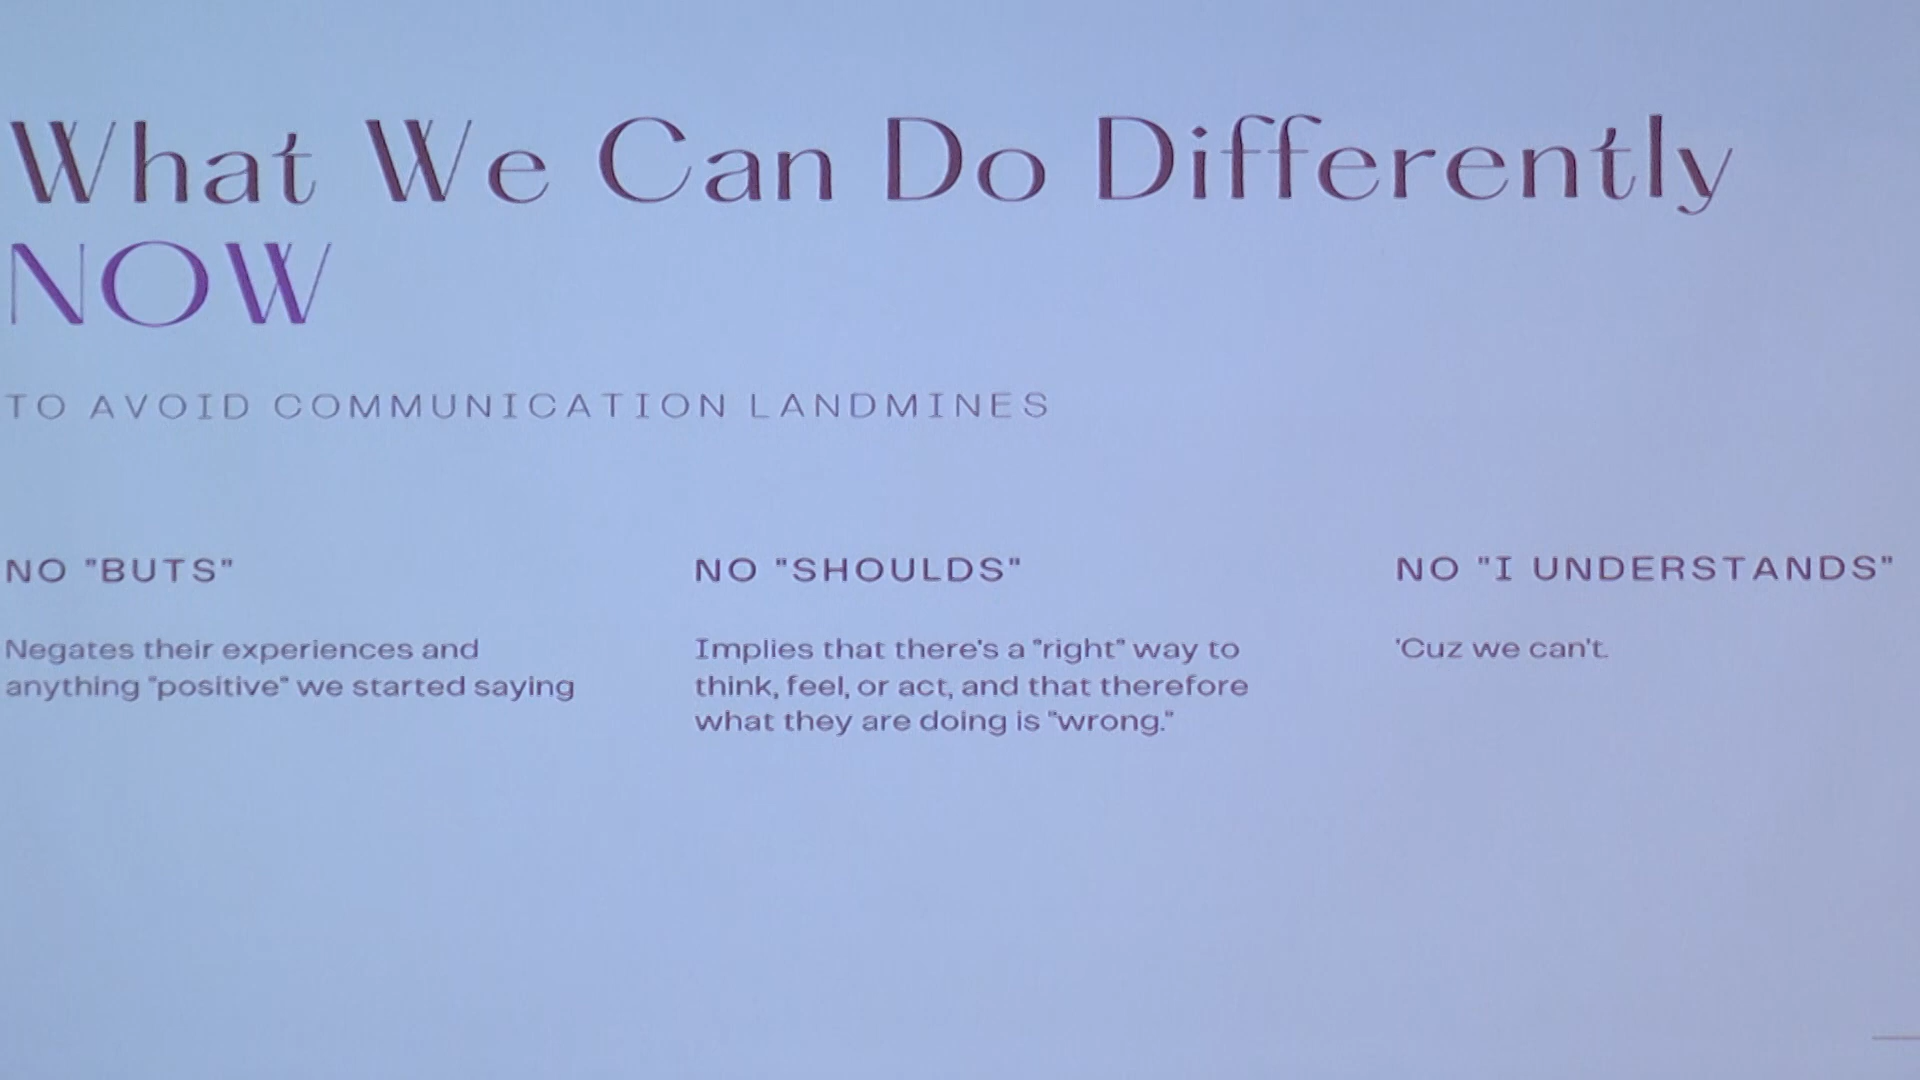 What We Can Do Differently
NOW
TO AVOID COMMUNICATION LANDMINES
NO "BUTS"
Negates their experiences and
anything "positive" we started saying
NO "SHOULDS"
Implies that there's a "right" way to
think, feel, or act, and that therefore
what they are doing is "wrong."
NO "I UNDERSTANDS"
'Cuz we can't.